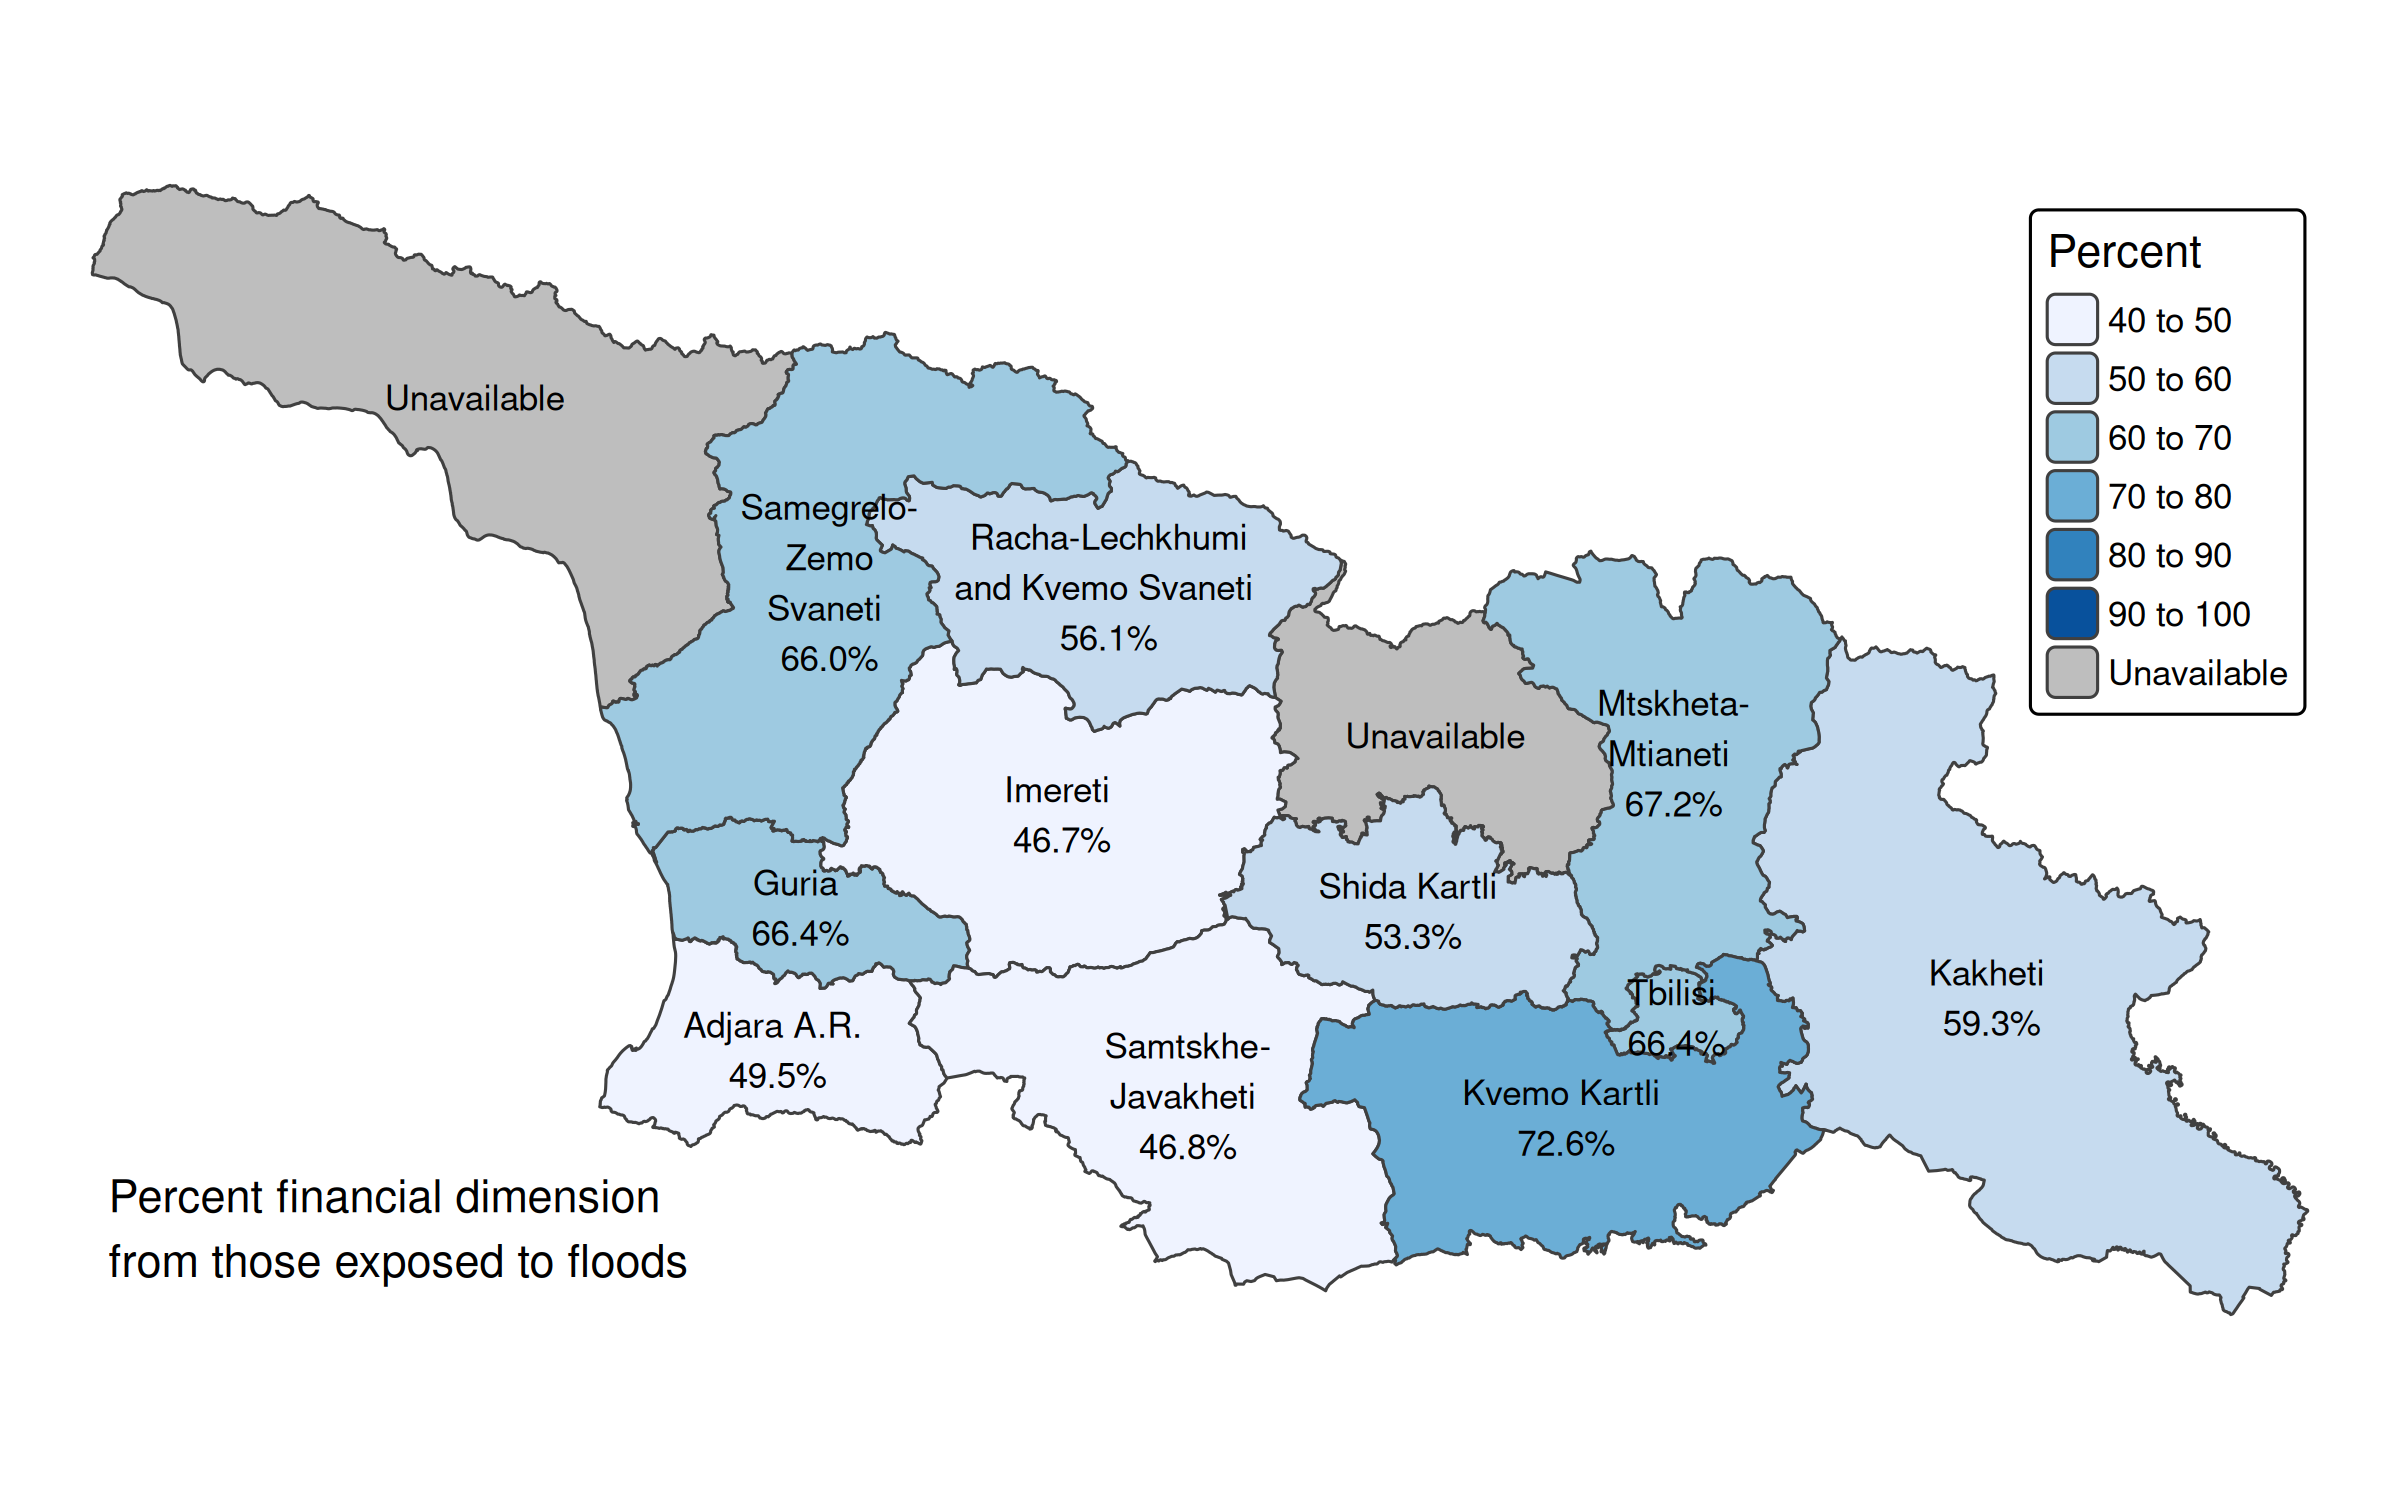 Unavailable
Samegrelo-
Zemo
Svaneti
66.0%
Racha-Lechkhumi
and Kvemo Svaneti
56.1%
Imereti
46.7%
Unavailable
Mtskheta-
Mtianeti
67.2%
Guria
66.4%
Shida Kartli
53.3%
Adjara A.R.
49.5%
Samtskhe-
Javakheti
46.8%
Tbilisi
66.4%
Kvemo Kartli
72.6%
Kakheti
59.3%
Percent
40 to 50
50 to 60
60 to 70
70 to 80
80 to 90
90 to 100
Unavailable
Percent financial dimension
from those exposed to floods